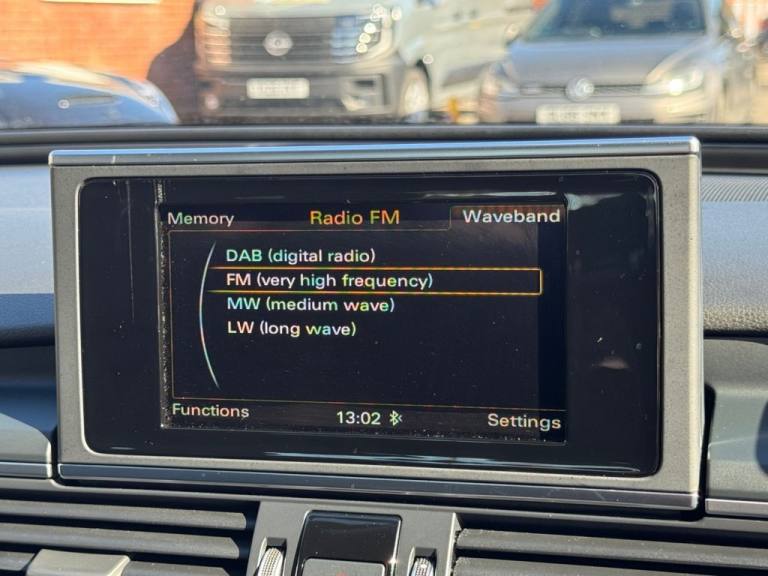 Memory Radio FM Waveband
DAB (digital radio)
FM (very high frequency)
MW (medium wave)
LW (long wave)
Functions 13:02 Settings